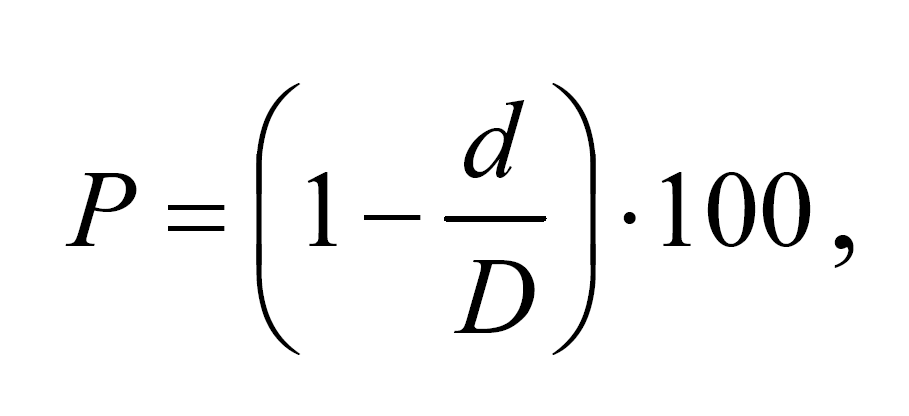 P = (1 − d/D) · 100 ,